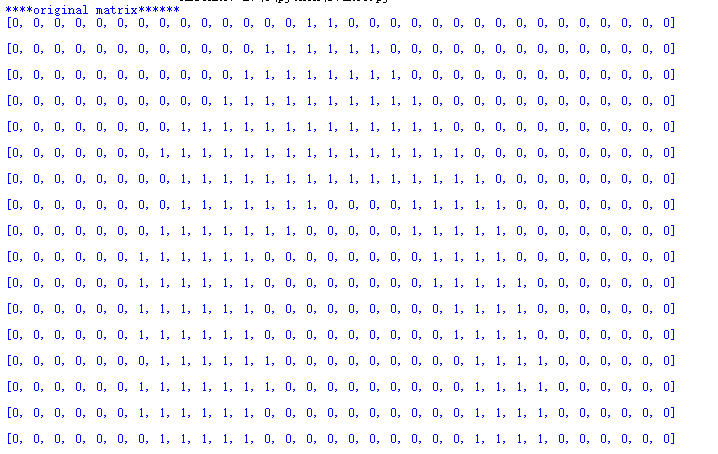 ****original matrix******
[0, 0, 0, 0, 0, 0, 0, 0, 0, 0, 0, 0, 0, 0, 1, 1, 0, 0, 0, 0, 0, 0, 0, 0, 0, 0, 0, 0, 0, 0, 0, 0]
[0, 0, 0, 0, 0, 0, 0, 0, 0, 0, 0, 0, 1, 1, 1, 1, 1, 1, 0, 0, 0, 0, 0, 0, 0, 0, 0, 0, 0, 0, 0, 0]
[0, 0, 0, 0, 0, 0, 0, 0, 0, 0, 0, 1, 1, 1, 1, 1, 1, 1, 1, 0, 0, 0, 0, 0, 0, 0, 0, 0, 0, 0, 0, 0]
[0, 0, 0, 0, 0, 0, 0, 0, 0, 0, 1, 1, 1, 1, 1, 1, 1, 1, 1, 1, 0, 0, 0, 0, 0, 0, 0, 0, 0, 0, 0, 0]
[0, 0, 0, 0, 0, 0, 0, 0, 1, 1, 1, 1, 1, 1, 1, 1, 1, 1, 1, 1, 1, 0, 0, 0, 0, 0, 0, 0, 0, 0, 0, 0]
[0, 0, 0, 0, 0, 0, 0, 1, 1, 1, 1, 1, 1, 1, 1, 1, 1, 1, 1, 1, 1, 1, 0, 0, 0, 0, 0, 0, 0, 0, 0, 0]
[0, 0, 0, 0, 0, 0, 0, 0, 1, 1, 1, 1, 1, 1, 1, 1, 1, 1, 1, 1, 1, 1, 1, 0, 0, 0, 0, 0, 0, 0, 0, 0]
[0, 0, 0, 0, 0, 0, 0, 0, 1, 1, 1, 1, 1, 1, 1, 0, 0, 0, 0, 1, 1, 1, 1, 1, 0, 0, 0, 0, 0, 0, 0, 0]
[0, 0, 0, 0, 0, 0, 0, 1, 1, 1, 1, 1, 1, 1, 0, 0, 0, 0, 0, 1, 1, 1, 1, 1, 0, 0, 0, 0, 0, 0, 0, 0]
[0, 0, 0, 0, 0, 0, 1, 1, 1, 1, 1, 1, 1, 0, 0, 0, 0, 0, 0, 0, 1, 1, 1, 1, 0, 0, 0, 0, 0, 0, 0, 0]
[0, 0, 0, 0, 0, 0, 1, 1, 1, 1, 1, 1, 1, 0, 0, 0, 0, 0, 0, 0, 1, 1, 1, 1, 1, 0, 0, 0, 0, 0, 0, 0]
[0, 0, 0, 0, 0, 0, 1, 1, 1, 1, 1, 1, 0, 0, 0, 0, 0, 0, 0, 0, 0, 1, 1, 1, 1, 0, 0, 0, 0, 0, 0, 0]
[0, 0, 0, 0, 0, 0, 1, 1, 1, 1, 1, 1, 0, 0, 0, 0, 0, 0, 0, 0, 0, 1, 1, 1, 1, 0, 0, 0, 0, 0, 0, 0]
[0, 0, 0, 0, 0, 0, 0, 1, 1, 1, 1, 1, 1, 0, 0, 0, 0, 0, 0, 0, 0, 0, 1, 1, 1, 1, 0, 0, 0, 0, 0, 0]
[0, 0, 0, 0, 0, 0, 1, 1, 1, 1, 1, 1, 1, 0, 0, 0, 0, 0, 0, 0, 0, 0, 1, 1, 1, 1, 0, 0, 0, 0, 0, 0]
[0, 0, 0, 0, 0, 0, 1, 1, 1, 1, 1, 1, 0, 0, 0, 0, 0, 0, 0, 0, 0, 0, 1, 1, 1, 1, 0, 0, 0, 0, 0, 0]
[0, 0, 0, 0, 0, 0, 0, 1, 1, 1, 1, 1, 0, 0, 0, 0, 0, 0, 0, 0, 0, 0, 1, 1, 1, 1, 0, 0, 0, 0, 0, 0]